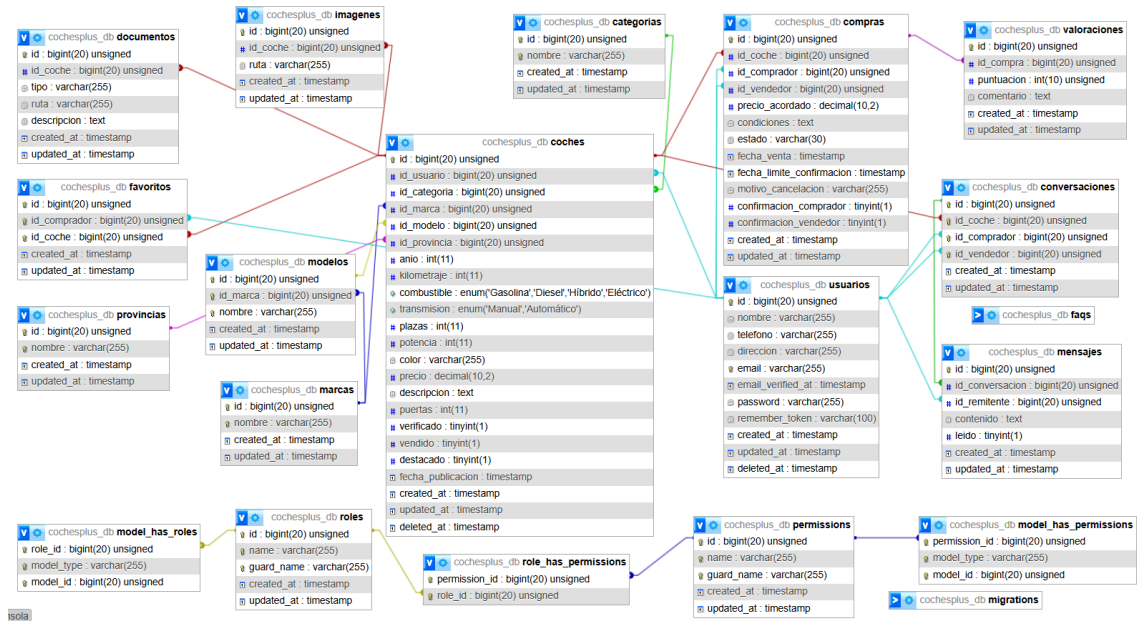 cochesplus_db documentos
id : bigint(20) unsigned
id_coche : bigint(20) unsigned
tipo : varchar(255)
ruta : varchar(255)
descripcion : text
created_at : timestamp
updated_at : timestamp
cochesplus_db imagenes
id : bigint(20) unsigned
id_coche : bigint(20) unsigned
ruta : varchar(255)
created_at : timestamp
updated_at : timestamp
cochesplus_db categorias
id : bigint(20) unsigned
nombre : varchar(255)
created_at : timestamp
updated_at : timestamp
cochesplus_db compras
id : bigint(20) unsigned
id_coche : bigint(20) unsigned
id_comprador : bigint(20) unsigned
id_vendedor : bigint(20) unsigned
precio_acordado : decimal(10,2)
condiciones : text
estado : varchar(30)
fecha_venta : timestamp
fecha_limite_confirmacion : timestamp
motivo_cancelacion : varchar(255)
confirmacion_comprador : tinyint(1)
confirmacion_vendedor : tinyint(1)
created_at : timestamp
updated_at : timestamp
cochesplus_db valoraciones
id : bigint(20) unsigned
id_compra : bigint(20) unsigned
puntuacion : int(10) unsigned
comentario : text
created_at : timestamp
updated_at : timestamp
cochesplus_db favoritos
id : bigint(20) unsigned
id_comprador : bigint(20) unsigned
id_coche : bigint(20) unsigned
created_at : timestamp
updated_at : timestamp
cochesplus_db coches
id : bigint(20) unsigned
id_usuario : bigint(20) unsigned
id_categoria : bigint(20) unsigned
id_marca : bigint(20) unsigned
id_modelo : bigint(20) unsigned
id_provincia : bigint(20) unsigned
anio : int(11)
kilometraje : int(11)
combustible : enum('Gasolina','Diesel','Híbrido','Eléctrico')
transmision : enum('Manual','Automático')
plazas : int(11)
potencia : int(11)
color : varchar(255)
precio : decimal(10,2)
descripcion : text
puertas : int(11)
verificado : tinyint(1)
vendido : tinyint(1)
destacado : tinyint(1)
fecha_publicacion : timestamp
created_at : timestamp
updated_at : timestamp
deleted_at : timestamp
cochesplus_db conversaciones
id : bigint(20) unsigned
id_coche : bigint(20) unsigned
id_comprador : bigint(20) unsigned
id_vendedor : bigint(20) unsigned
created_at : timestamp
updated_at : timestamp
cochesplus_db modelos
id : bigint(20) unsigned
id_marca : bigint(20) unsigned
nombre : varchar(255)
created_at : timestamp
updated_at : timestamp
cochesplus_db provincias
id : bigint(20) unsigned
nombre : varchar(255)
created_at : timestamp
updated_at : timestamp
cochesplus_db usuarios
id : bigint(20) unsigned
nombre : varchar(255)
telefono : varchar(255)
direccion : varchar(255)
email : varchar(255)
email_verified_at : timestamp
password : varchar(255)
remember_token : varchar(100)
created_at : timestamp
updated_at : timestamp
deleted_at : timestamp
cochesplus_db faqs
cochesplus_db mensajes
id : bigint(20) unsigned
id_conversacion : bigint(20) unsigned
id_remitente : bigint(20) unsigned
contenido : text
leido : tinyint(1)
created_at : timestamp
updated_at : timestamp
cochesplus_db marcas
id : bigint(20) unsigned
nombre : varchar(255)
created_at : timestamp
updated_at : timestamp
cochesplus_db model_has_roles
role_id : bigint(20) unsigned
model_type : varchar(255)
model_id : bigint(20) unsigned
cochesplus_db roles
id : bigint(20) unsigned
name : varchar(255)
guard_name : varchar(255)
created_at : timestamp
updated_at : timestamp
cochesplus_db role_has_permissions
permission_id : bigint(20) unsigned
role_id : bigint(20) unsigned
cochesplus_db permissions
id : bigint(20) unsigned
name : varchar(255)
guard_name : varchar(255)
created_at : timestamp
updated_at : timestamp
cochesplus_db model_has_permissions
permission_id : bigint(20) unsigned
model_type : varchar(255)
model_id : bigint(20) unsigned
cochesplus_db migrations
nsola